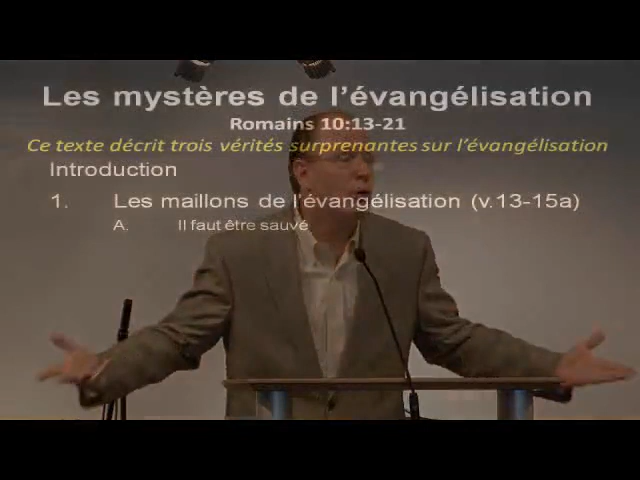 Les mystères de l'évangélisation
Romains 10:13-21
Ce texte décrit trois vérités surprenantes sur l'évangélisation
Introduction
1. Les maillons de l'évangélisation (v.13-15a)
A. Il faut être sauvé